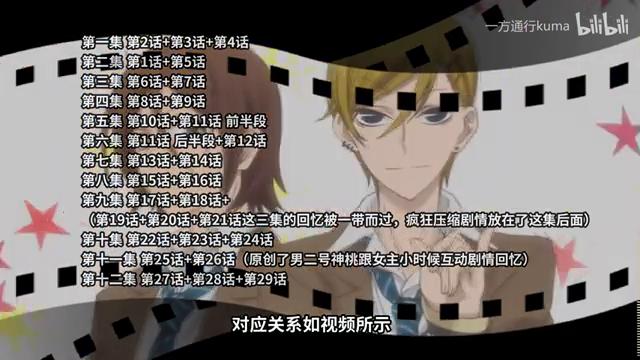 一方通行kuma bilibili
第一集 第2话+第3话+第4话
第二集 第1话+第5话
第三集 第6话+第7话
第四集 第8话+第9话
第五集 第10话+第11话 前半段
第六集 第11话 后半段+第12话
第七集 第13话+第14话
第八集 第15话+第16话
第九集 第17话+第18话+
（第19话+第20话+第21话这三集的回忆被一带而过，疯狂压缩剧情放在了这集后面）
第十集 第22话+第23话+第24话
第十一集 第25话+第26话（原创了男二号神桃跟女主小时候互动剧情回忆）
第十二集 第27话+第28话+第29话
对应关系如视频所示